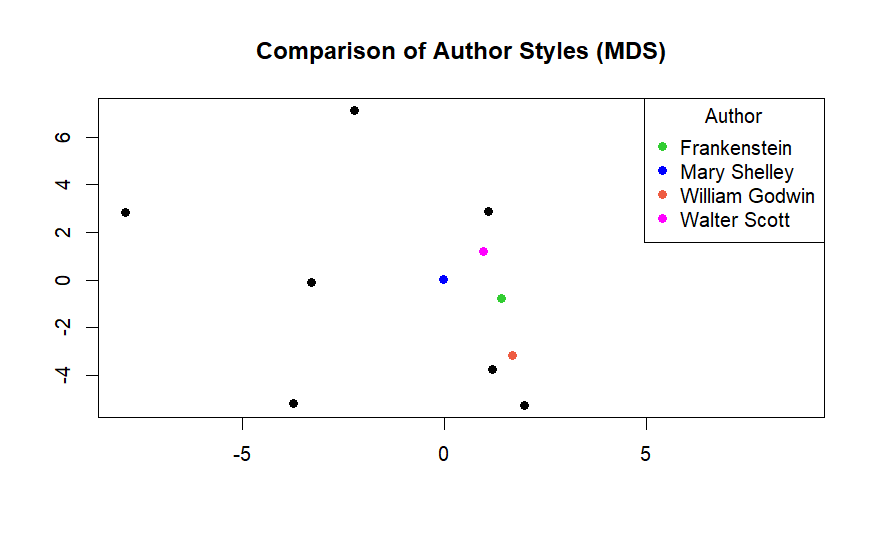 Comparison of Author Styles (MDS)
Author
Frankenstein
Mary Shelley
William Godwin
Walter Scott
6
4
2
0
-2
-4
-5
0
5